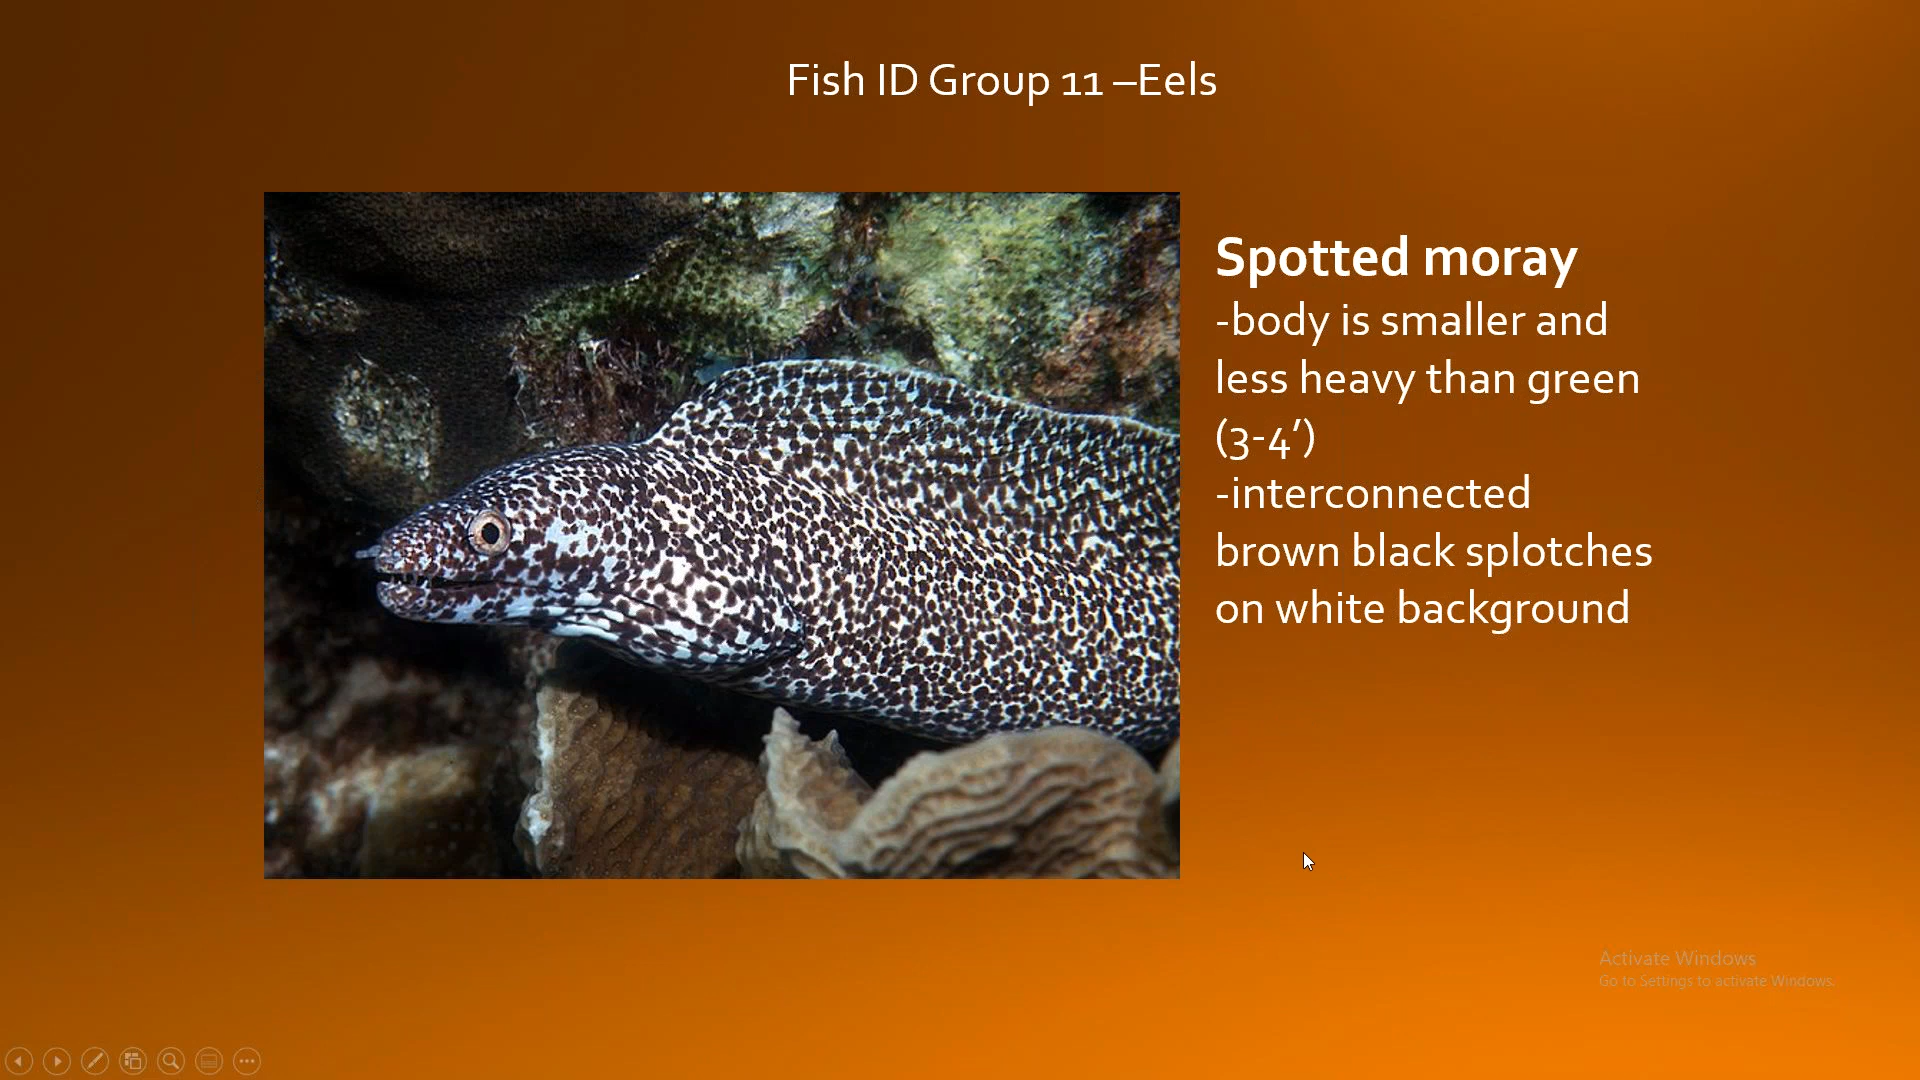 Fish ID Group 11 –Eels
Spotted moray
-body is smaller and
less heavy than green
(3-4’)
-interconnected
brown black splotches
on white background
Activate Windows
Go to Settings to activate Windows.